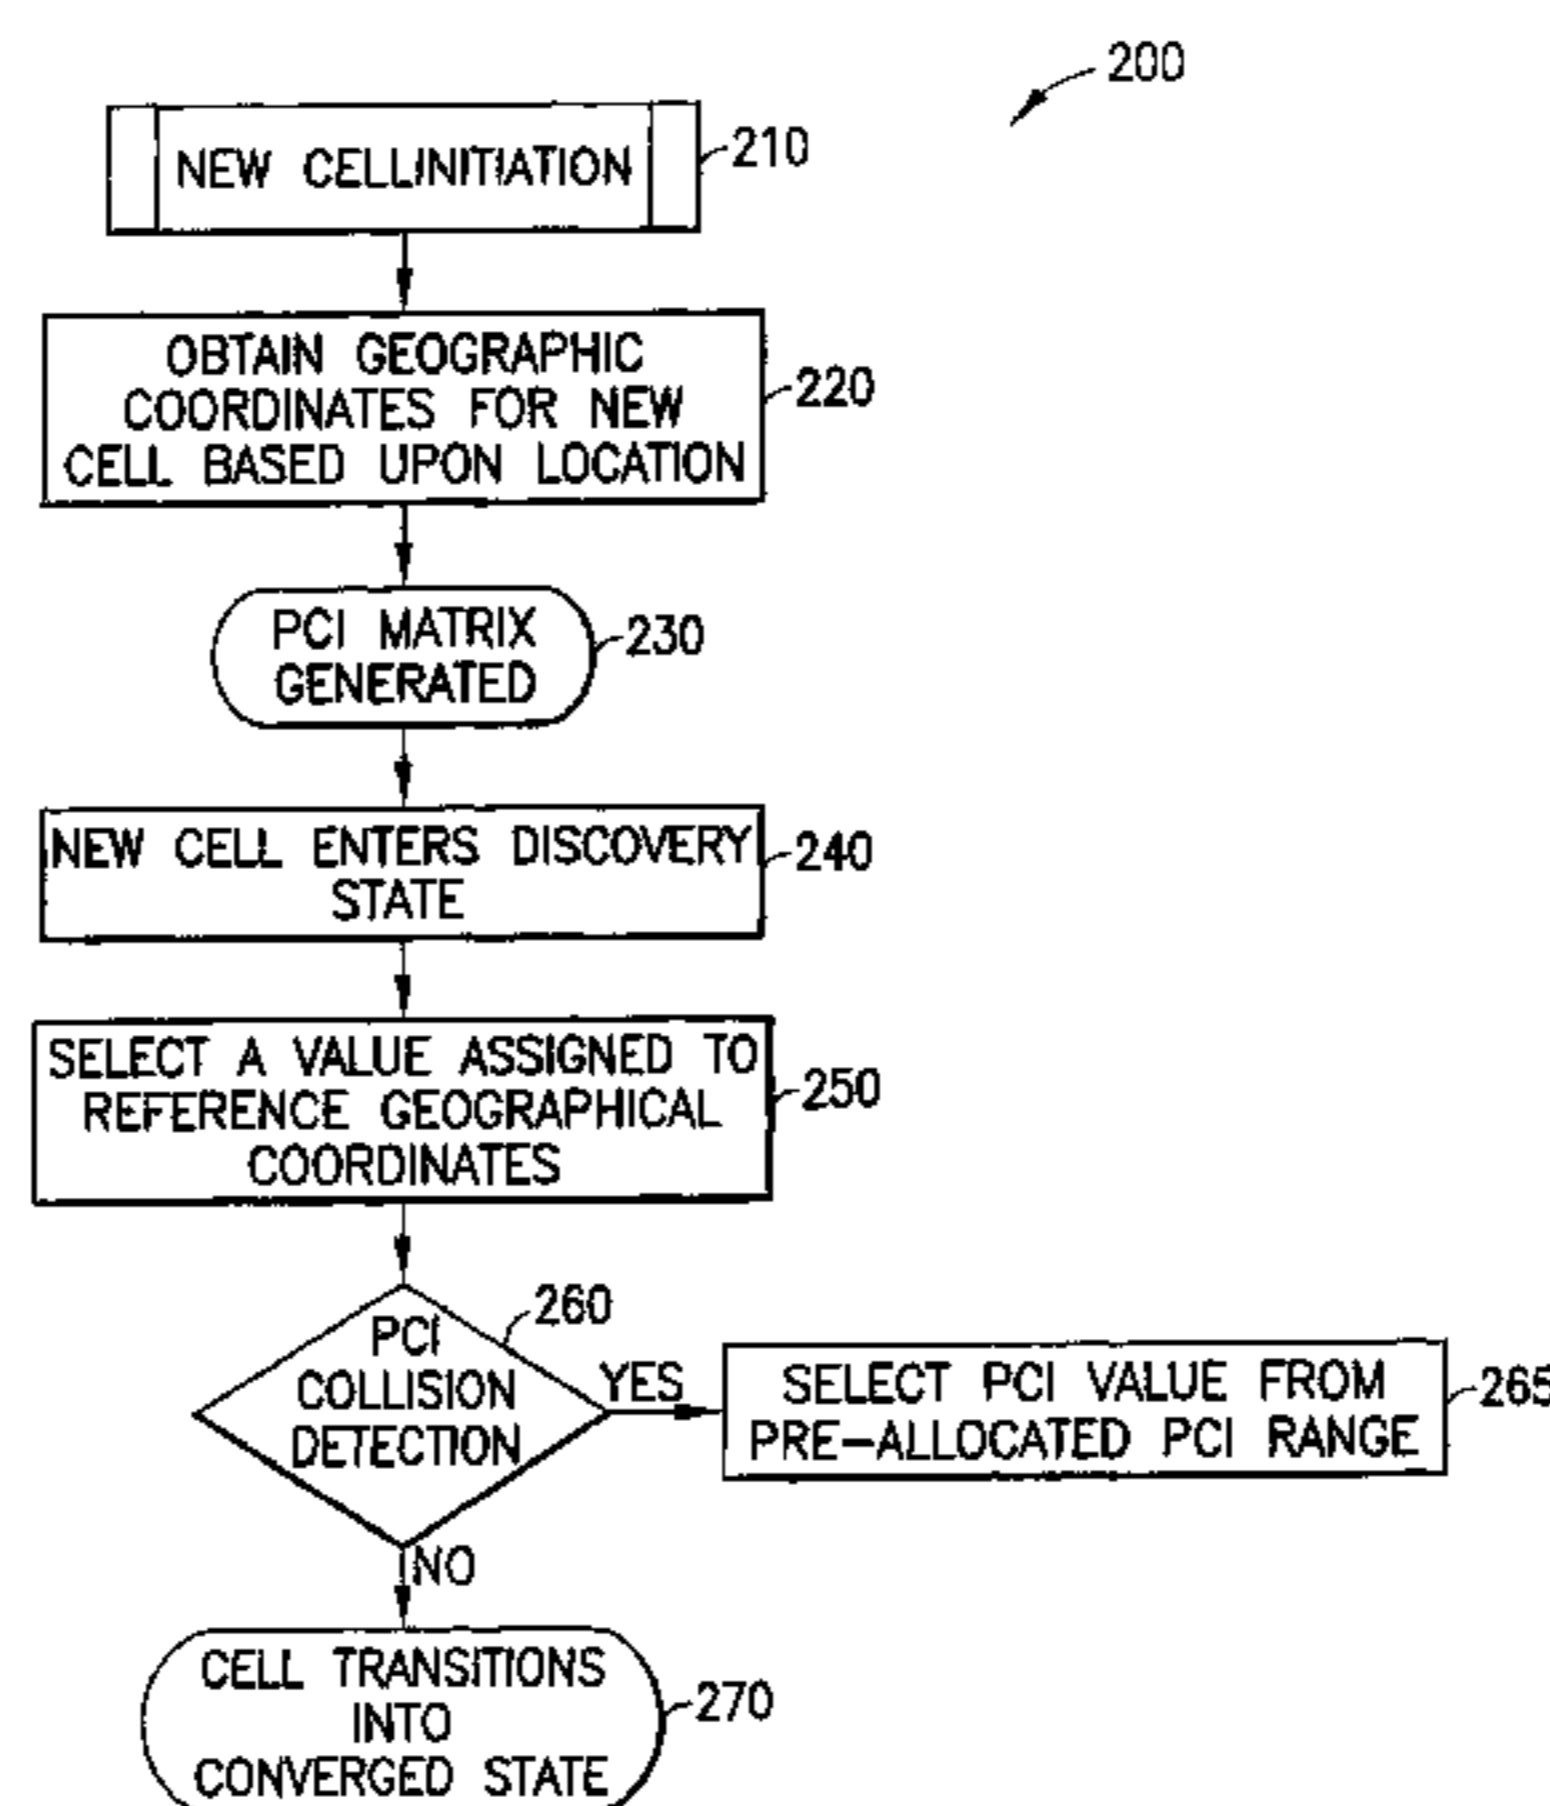 200
NEW CELLINITIATION
210
OBTAIN GEOGRAPHIC
COORDINATES FOR NEW
CELL BASED UPON LOCATION
220
PCI MATRIX
GENERATED
230
NEW CELL ENTERS DISCOVERY
STATE
240
SELECT A VALUE ASSIGNED TO
REFERENCE GEOGRAPHICAL
COORDINATES
250
PCI
COLLISION
DETECTION
260
YES
SELECT PCI VALUE FROM
PRE-ALLOCATED PCI RANGE
265
NO
CELL TRANSITIONS
INTO
CONVERGED STATE
270